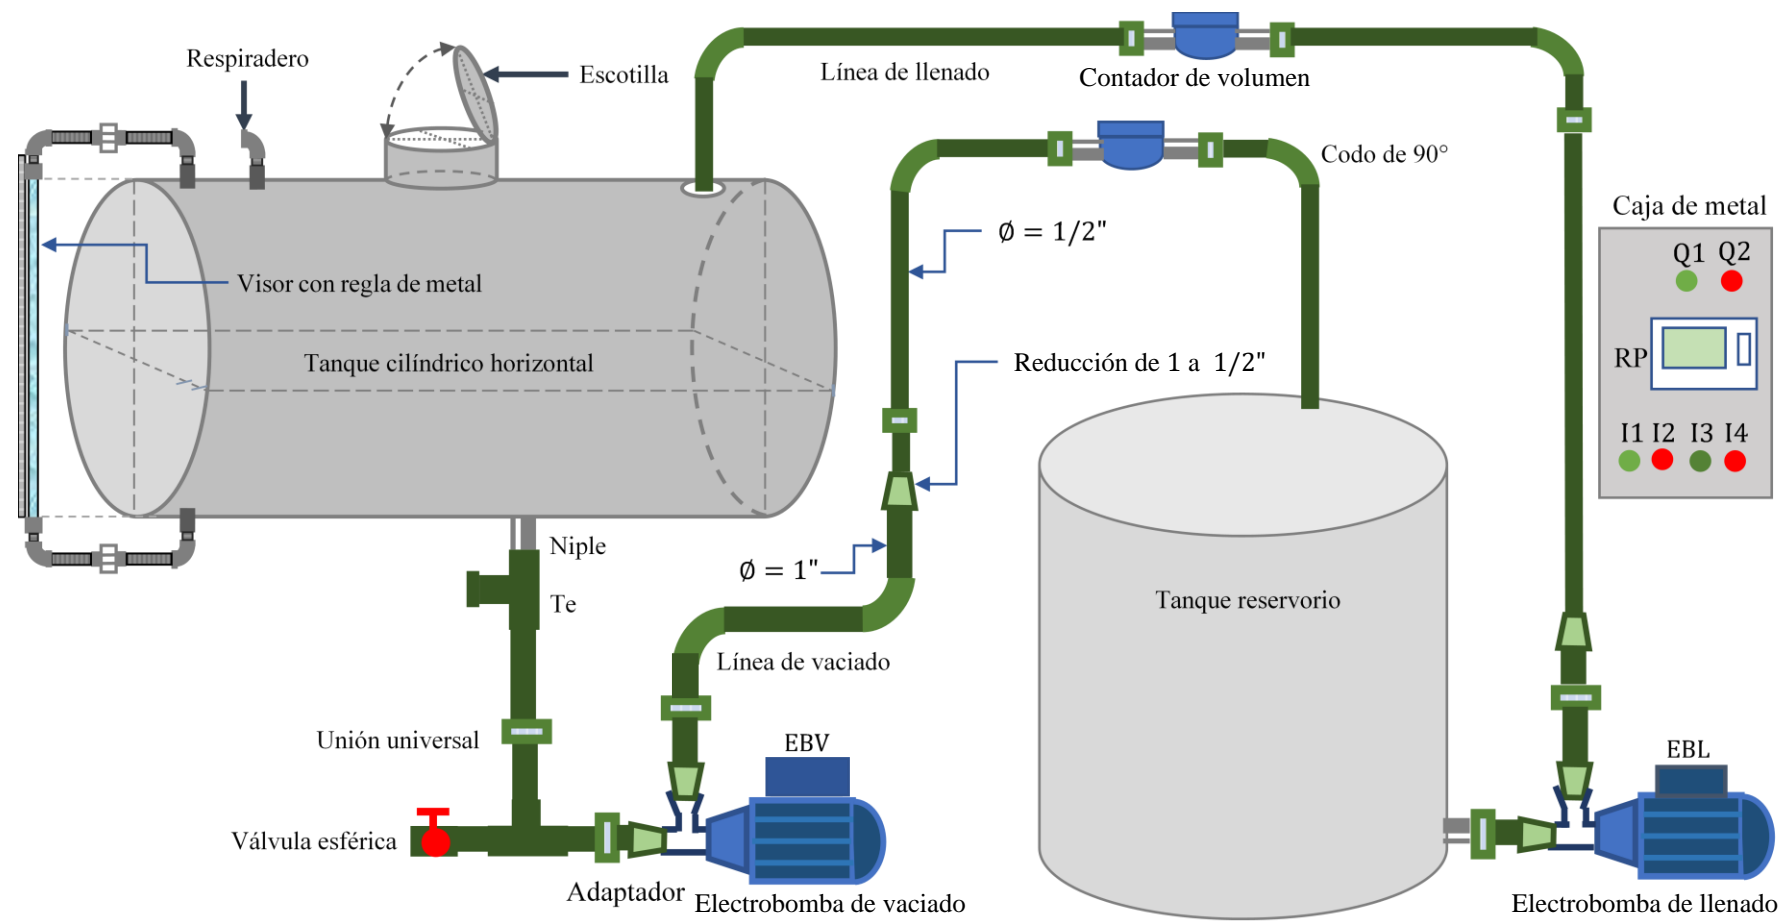 Respiradero
Escotilla
Línea de llenado
Contador de volumen
Codo de 90°
Caja de metal
Q1 Q2
∅ = 1/2"
Visor con regla de metal
Tanque cilíndrico horizontal
Reducción de 1 a 1/2"
RP
I1 I2 I3 I4
Niple
∅ = 1"
Te
Tanque reservorio
Línea de vaciado
Unión universal
EBV
EBL
Válvula esférica
Adaptador
Electrobomba de vaciado
Electrobomba de llenado